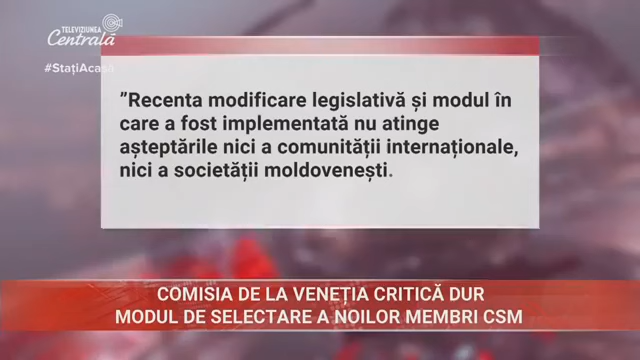 TELEVIZIUNEA
Centrală
#StațiAcasă
”Recenta modificare legislativă și modul în
care a fost implementată nu atinge
așteptările nici a comunității internaționale,
nici a societății moldovenești.
COMISIA DE LA VENEȚIA CRITICĂ DUR
MODUL DE SELECTARE A NOILOR MEMBRI CSM